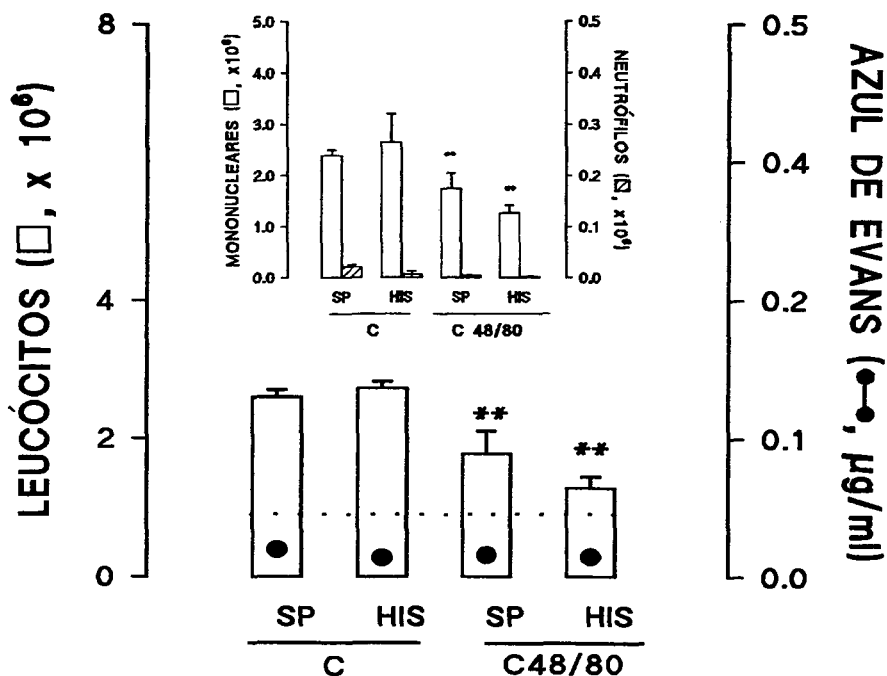 LEUCÓCITOS (□, x 10⁶)
8
4
2
0
MONONUCLEARES (□, x10⁶)
5.0
4.0
3.0
2.0
1.0
0.0
** **
SP HIS SP HIS
C C 48/80
0.5
0.4
0.3
0.2
0.1
0.0
NEUTRÓFILOS (▨, x10⁶)
** **
SP HIS SP HIS
C C48/80
0.5
0.4
0.2
0.1
0.0
AZUL DE EVANS (●-●, µg/ml)